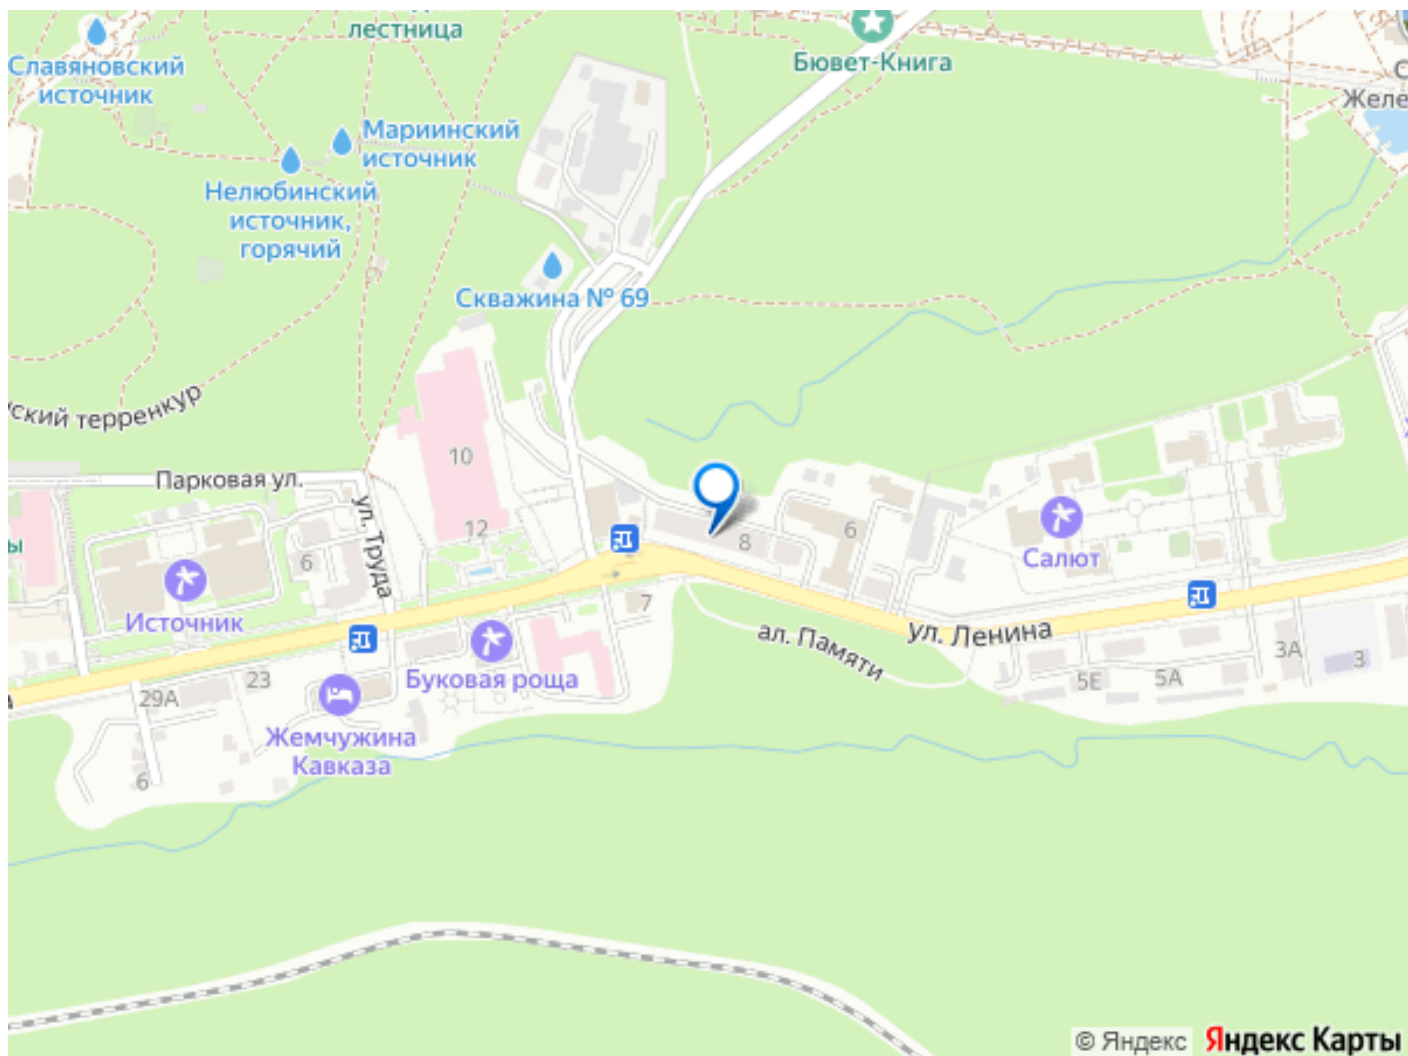 лестница
Бювет-Книга
Славяновский
источник
Желе
Мариинский
источник
Нелюбинский
источник,
горячий
Скважина № 69
ский терренкур
10
Парковая ул.
ул. Труда
12
8
6
6
Салют
Источник
7
ал. Памяти
ул. Ленина
Буковая роща
29А
23
5Е
5А
3А
3
Жемчужина
Кавказа
6
© Яндекс
Яндекс Карты